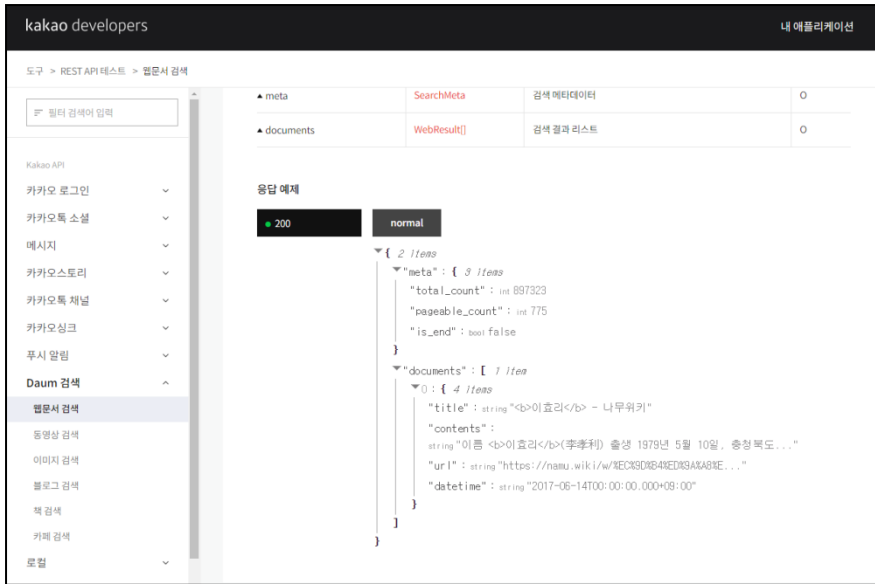 kakao developers
내 애플리케이션
도구 > REST API 테스트 > 웹문서 검색
필터 검색어 입력
Kakao API
카카오 로그인
카카오톡 소셜
메시지
카카오스토리
카카오톡 채널
카카오싱크
푸시 알림
Daum 검색
웹문서 검색
동영상 검색
이미지 검색
블로그 검색
책 검색
카페 검색
로컬
▲ meta SearchMeta 검색 메타데이터 O
▲ documents WebResult[] 검색 결과 리스트 O
응답 예제
200 normal
{ 2 Items
"meta" : { 3 Items
"total_count" : int 897323
"pageable_count" : int 775
"is_end" : bool false
}
"documents" : [ 1 Item
0 : { 4 Items
"title" : string "<b>이효리</b> - 나무위키"
"contents" :
string "이름 <b>이효리</b>(李孝利) 출생 1979년 5월 10일, 충청북도..."
"url" : string "https://namu.wiki/w/%EC%9D%B4%ED%9A%A8%E..."
"datetime" : string "2017-06-14T00:00:00.000+09:00"
}
]
}